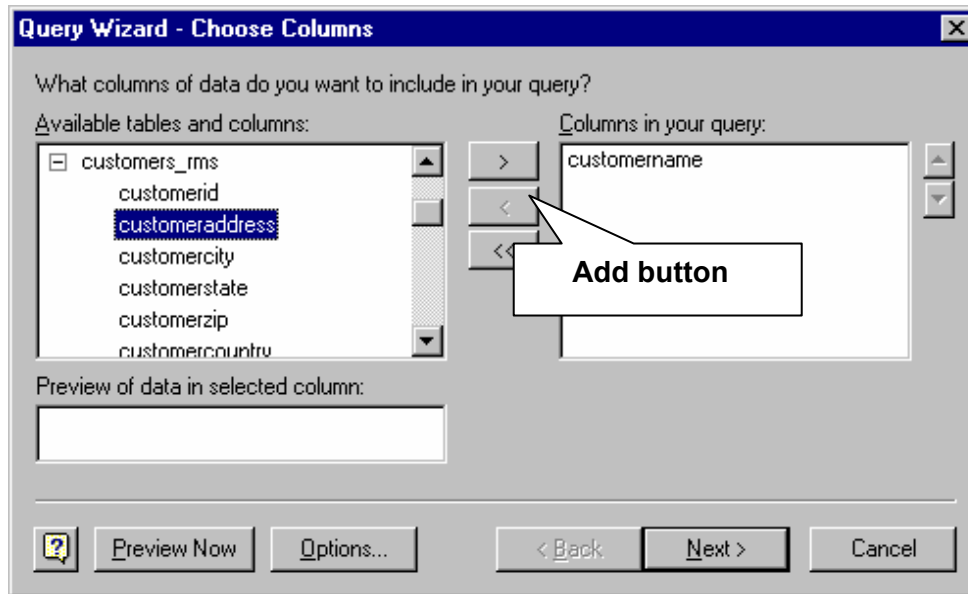 Query Wizard - Choose Columns
What columns of data do you want to include in your query?
Available tables and columns:
Columns in your query:
customers_rms
customerid
customeraddress
customercity
customerstate
customerzip
customercountry
>
<
<<
customername
Add button
Preview of data in selected column:
Preview Now
Options...
< Back
Next >
Cancel